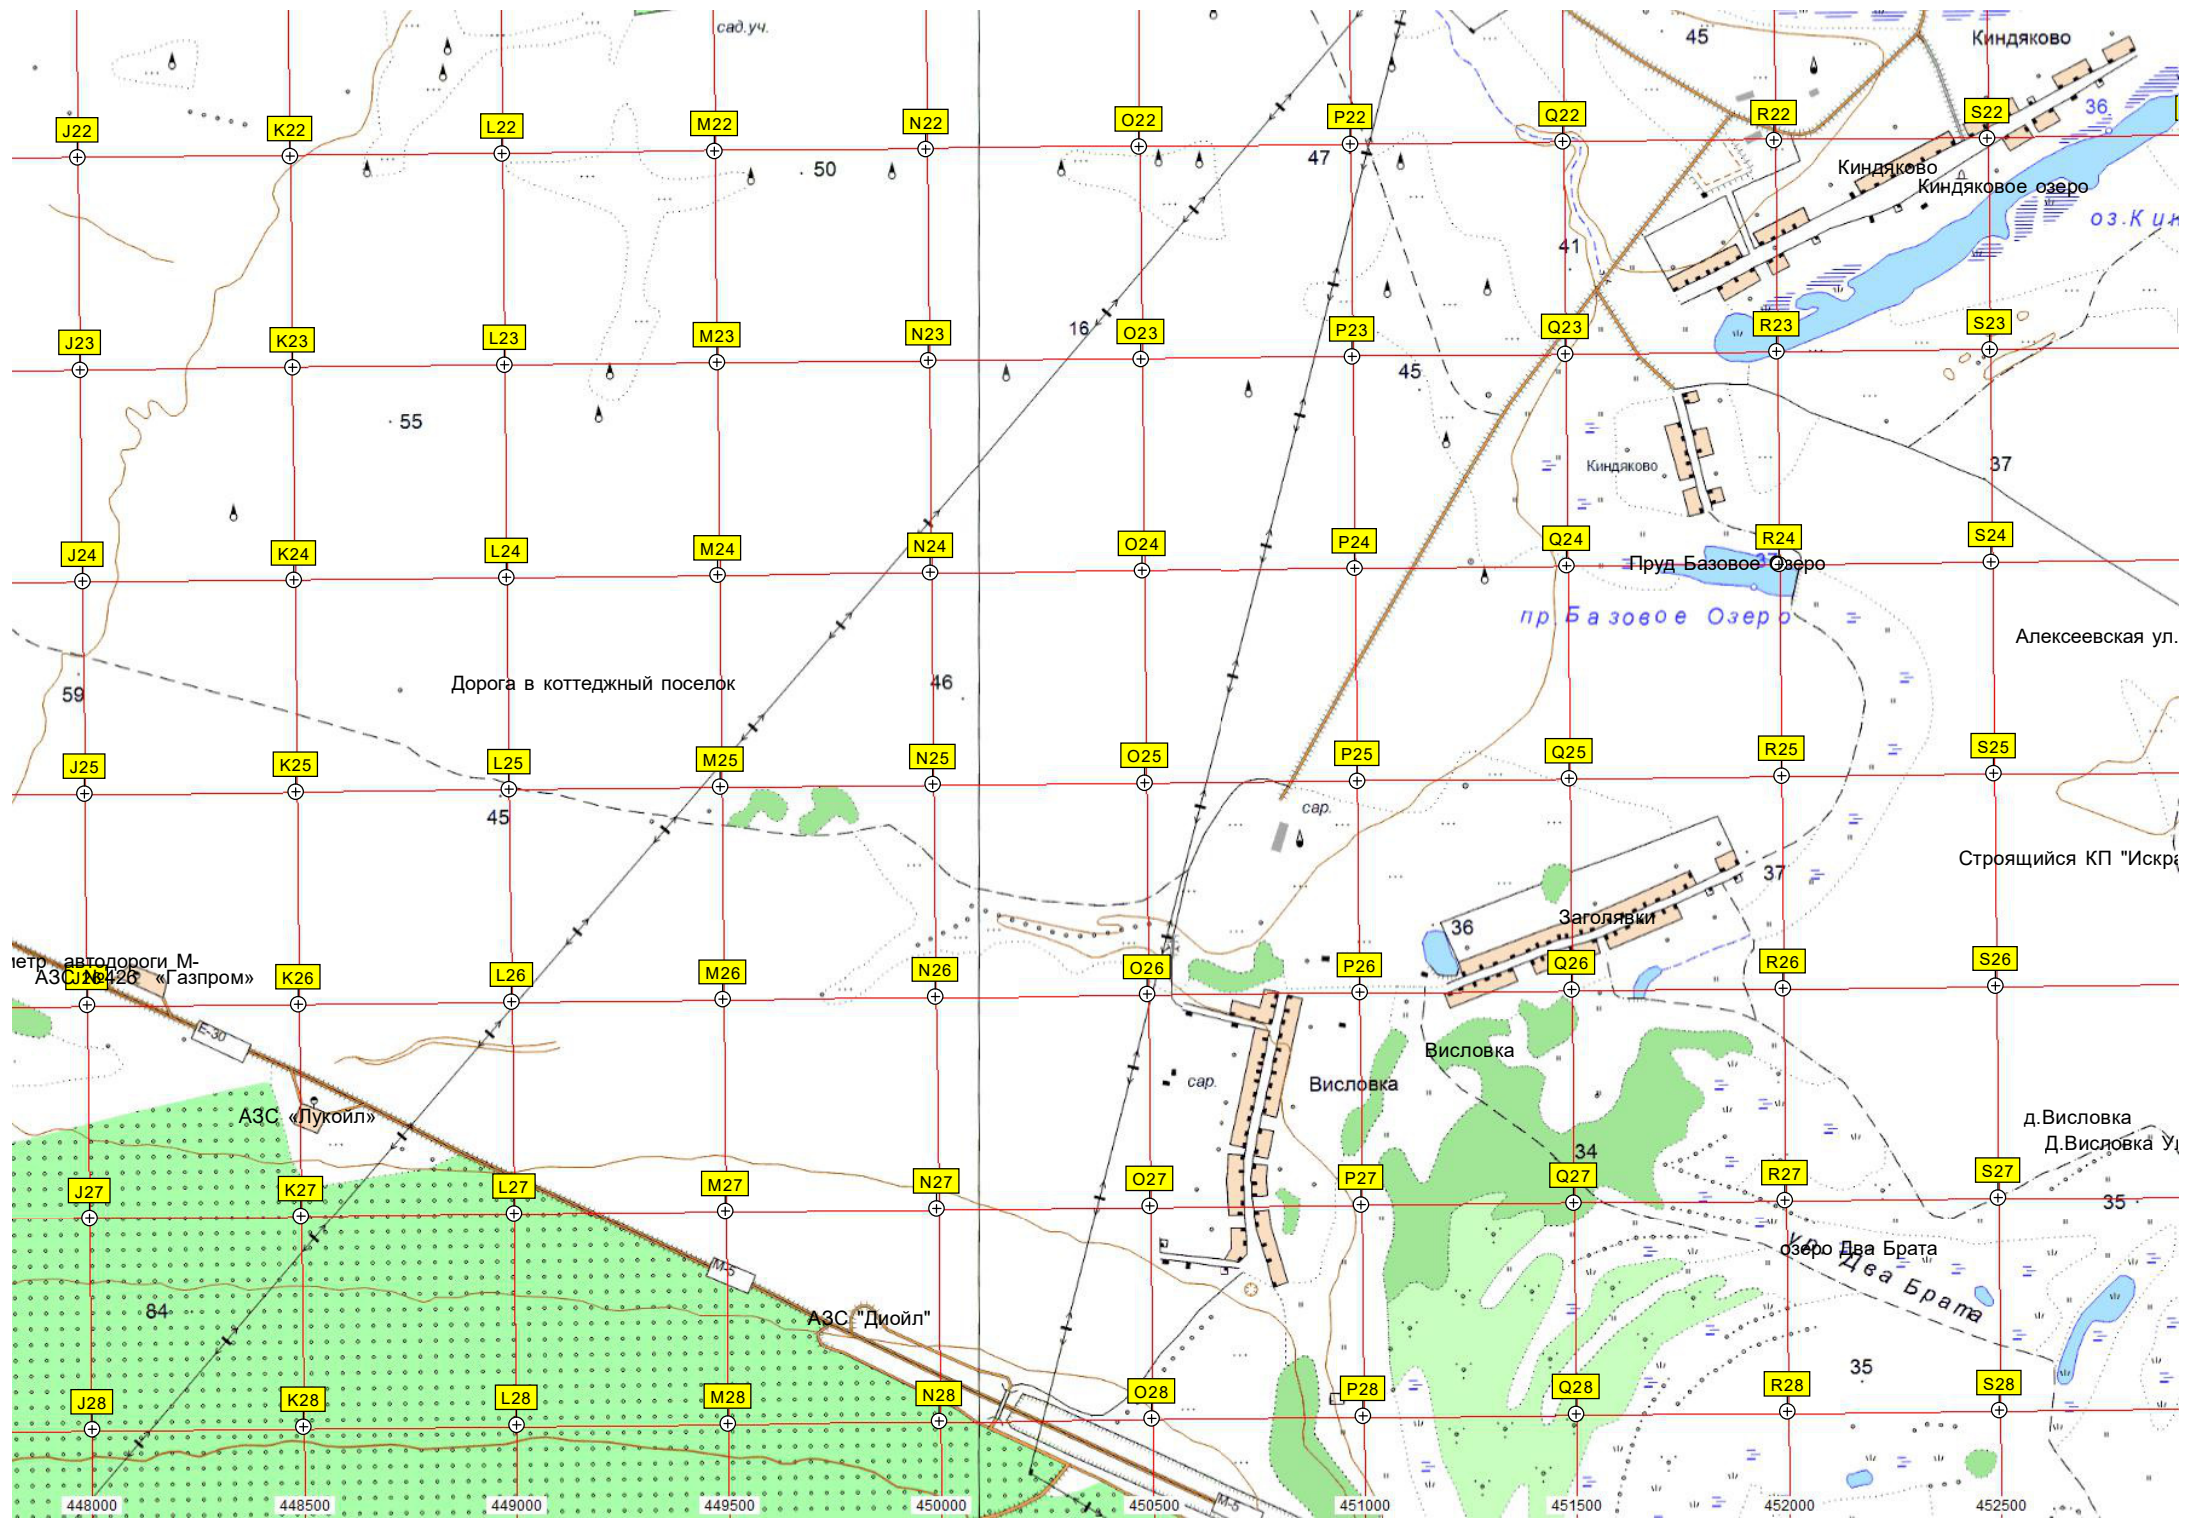 сад.уч.
45
Киндяково
36
J22
K22
L22
M22
N22
O22
P22
Q22
R22
S22
50
47
Киндяково
Киндяковое озеро
41
16
J23
K23
L23
M23
N23
O23
P23
Q23
R23
S23
45
55
37
Киндяково
J24
K24
L24
M24
N24
O24
P24
Q24
R24
S24
Пруд Базовое Озеро
пр. Базовое Озеро
Алексеевская ул.
59
Дорога в коттеджный поселок
46
J25
K25
L25
M25
N25
O25
P25
Q25
R25
S25
45
сар.
37
Строящийся КП "Искра
36
Заголявки
автодороги М-
АЗС №426 «Газпром»
J26
K26
L26
M26
N26
O26
P26
Q26
R26
S26
E-30
Висловка
сар.
Висловка
АЗС «Лукойл»
д.Висловка
34
J27
K27
L27
M27
N27
O27
P27
Q27
R27
S27
35
озеро Два Брата
ур. Два Брата
М-5
84
АЗС "Диойл"
35
J28
K28
L28
M28
N28
O28
P28
Q28
R28
S28
М-5
448000
448500
449000
449500
450000
450500
451000
451500
452000
452500